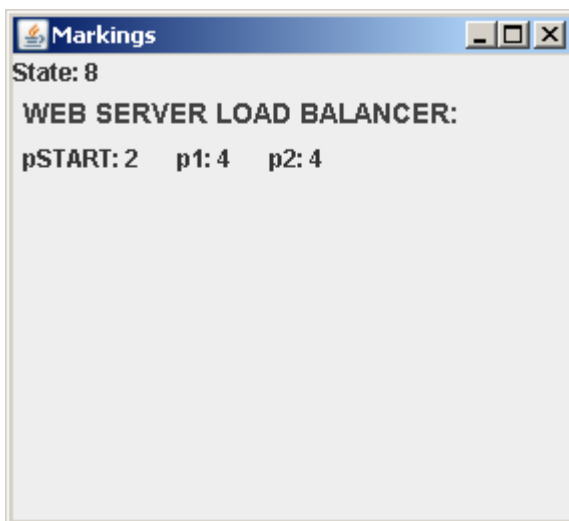 Markings
State: 8
WEB SERVER LOAD BALANCER:
pSTART: 2 p1: 4 p2: 4